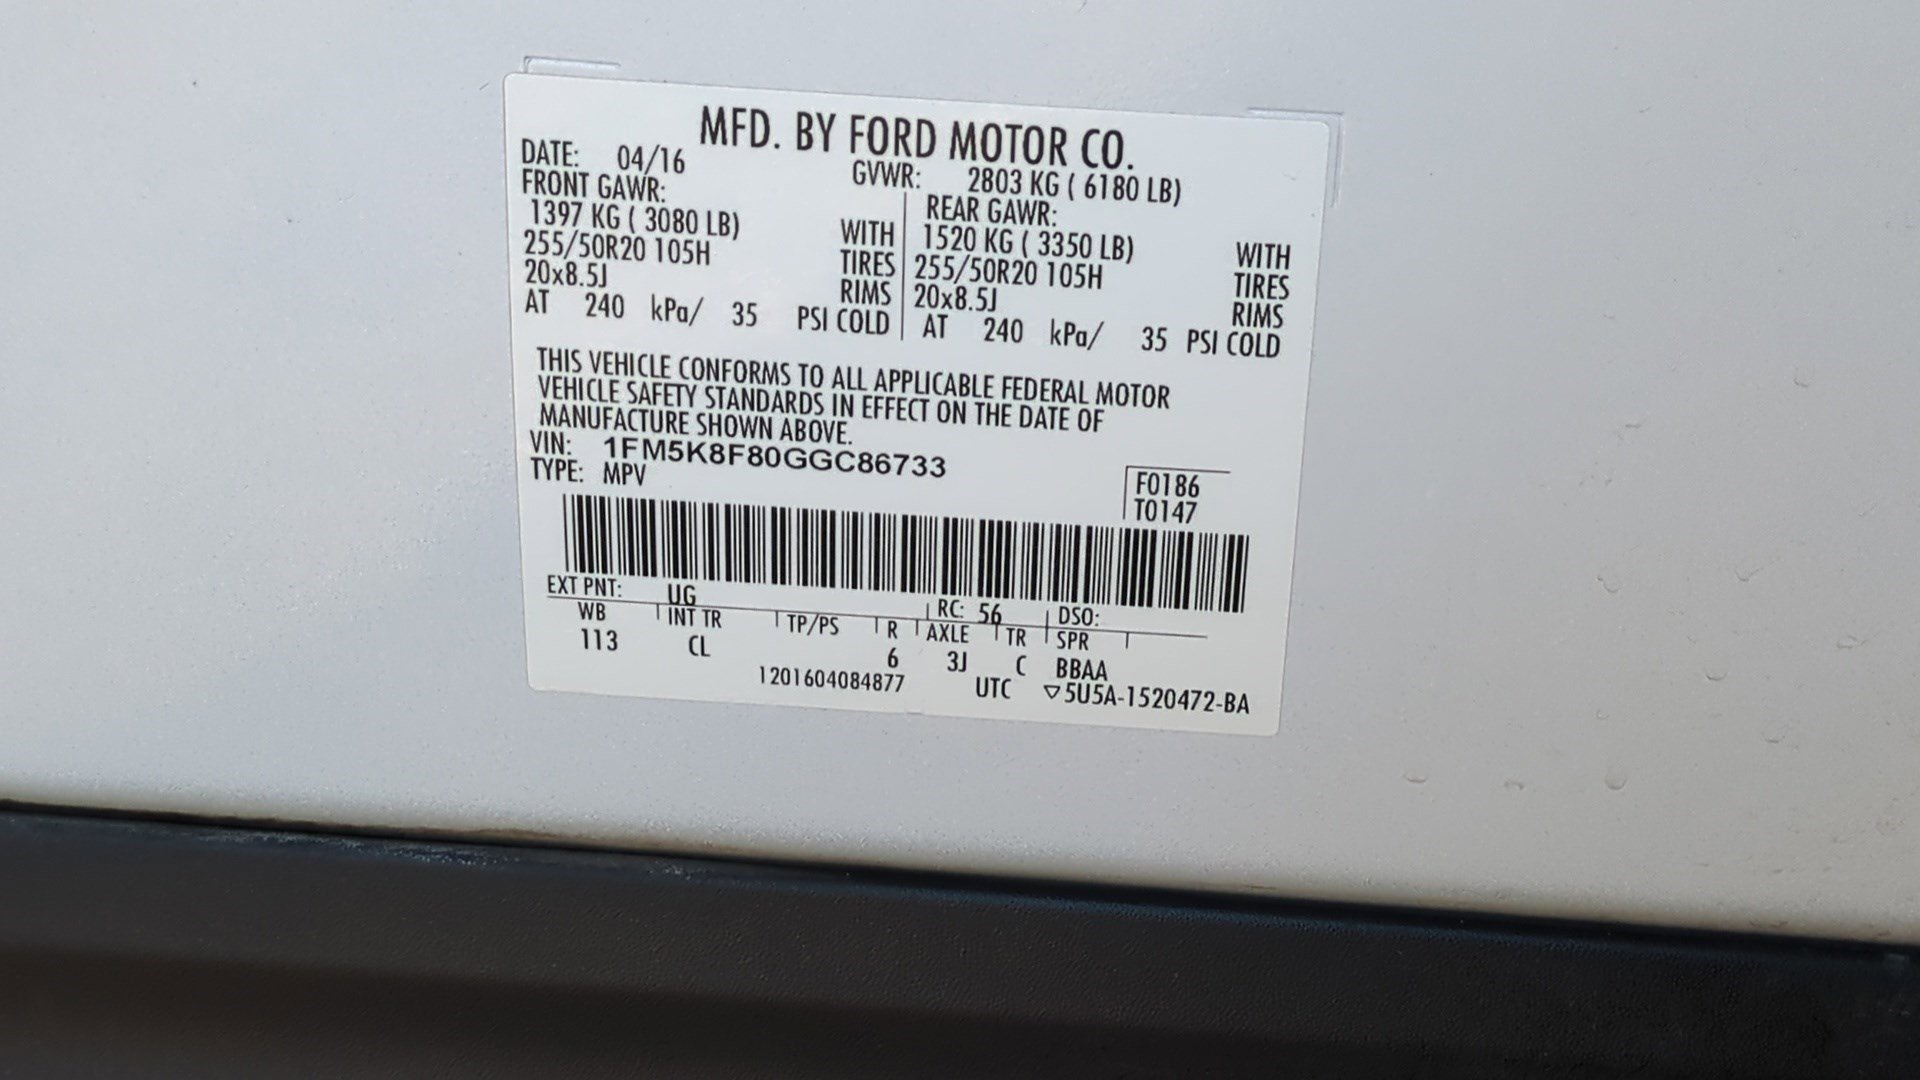 MFD. BY FORD MOTOR CO.
DATE: 04/16 GVWR: 2803 KG ( 6180 LB)
FRONT GAWR: REAR GAWR:
1397 KG ( 3080 LB) WITH 1520 KG ( 3350 LB) WITH
255/50R20 105H TIRES 255/50R20 105H TIRES
20x8.5J RIMS 20x8.5J RIMS
AT 240 kPa/ 35 PSI COLD AT 240 kPa/ 35 PSI COLD
THIS VEHICLE CONFORMS TO ALL APPLICABLE FEDERAL MOTOR
VEHICLE SAFETY STANDARDS IN EFFECT ON THE DATE OF
MANUFACTURE SHOWN ABOVE.
VIN: 1FM5K8F80GGC86733
TYPE: MPV
F0186
T0147
EXT PNT: UG RC: 56 DSO:
WB INT TR TP/PS R AXLE TR SPR
113 CL 6 3J C BBAA
1201604084877 UTC ▽5U5A-1520472-BA